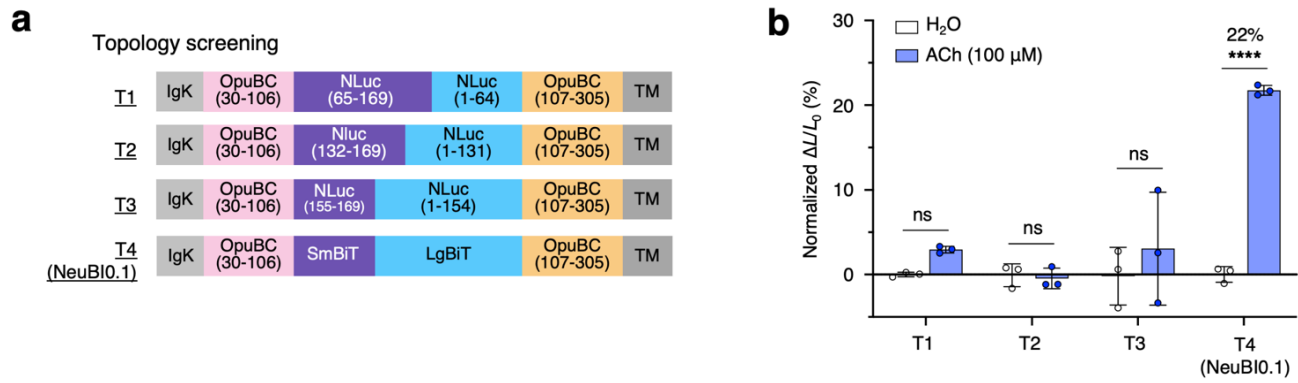 a
Topology screening
T1
IgK
OpuBC
(30-106)
NLuc
(65-169)
NLuc
(1-64)
OpuBC
(107-305)
TM
T2
IgK
OpuBC
(30-106)
Nluc
(132-169)
NLuc
(1-131)
OpuBC
(107-305)
TM
T3
IgK
OpuBC
(30-106)
NLuc
(155-169)
NLuc
(1-154)
OpuBC
(107-305)
TM
T4
(NeuBI0.1)
IgK
OpuBC
(30-106)
SmBiT
LgBiT
OpuBC
(107-305)
TM
b
H₂O
ACh (100 μM)
Normalized ΔL/L₀ (%)
30
20
10
0
ns
ns
ns
22%
****
T1
T2
T3
T4
(NeuBI0.1)